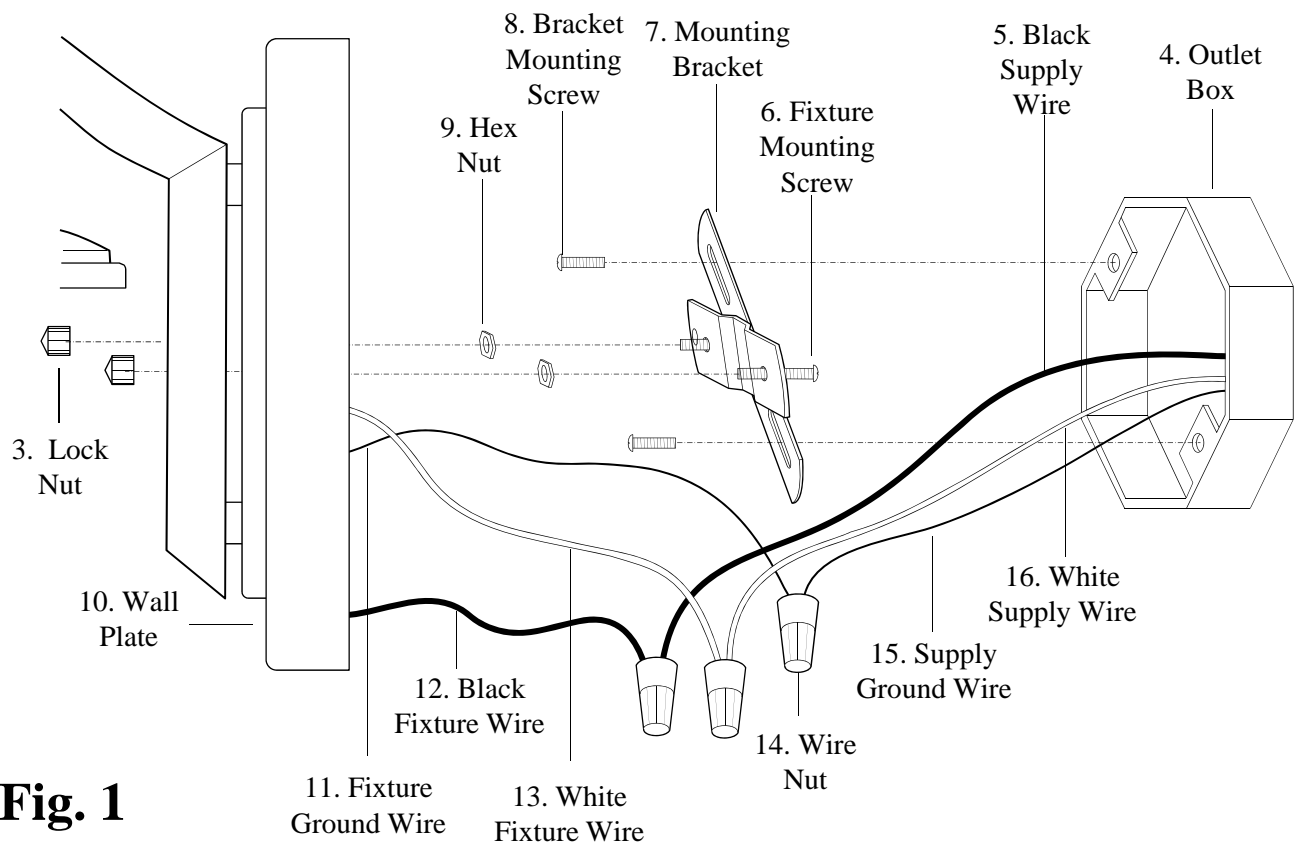 8. Bracket
Mounting
Screw
7. Mounting
Bracket
5. Black
Supply
Wire
4. Outlet
Box
9. Hex
Nut
6. Fixture
Mounting
Screw
3. Lock
Nut
10. Wall
Plate
16. White
Supply Wire
15. Supply
Ground Wire
12. Black
Fixture Wire
14. Wire
Nut
11. Fixture
Ground Wire
13. White
Fixture Wire
Fig. 1